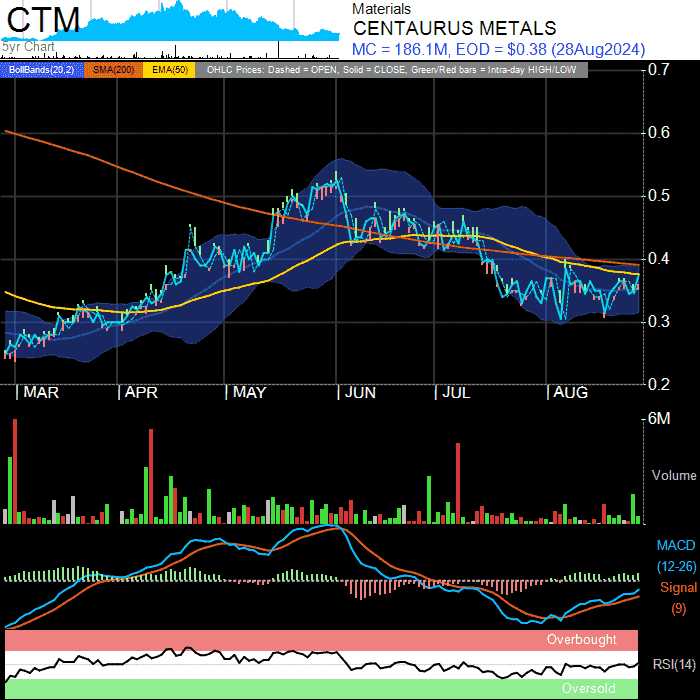 CTM
5yr Chart
Materials
CENTAURUS METALS
MC = 186.1M, EOD = $0.38 (28Aug2024)
BollBands(20,2) SMA(200) EMA(50) OHLC Prices: Dashed = OPEN, Solid = CLOSE, Green/Red bars = Intra-day HIGH/LOW
0.7
0.6
0.5
0.4
0.3
0.2
MAR APR MAY JUN JUL AUG
6M
Volume
MACD
(12-26)
Signal
(9)
Overbought
RSI(14)
Oversold